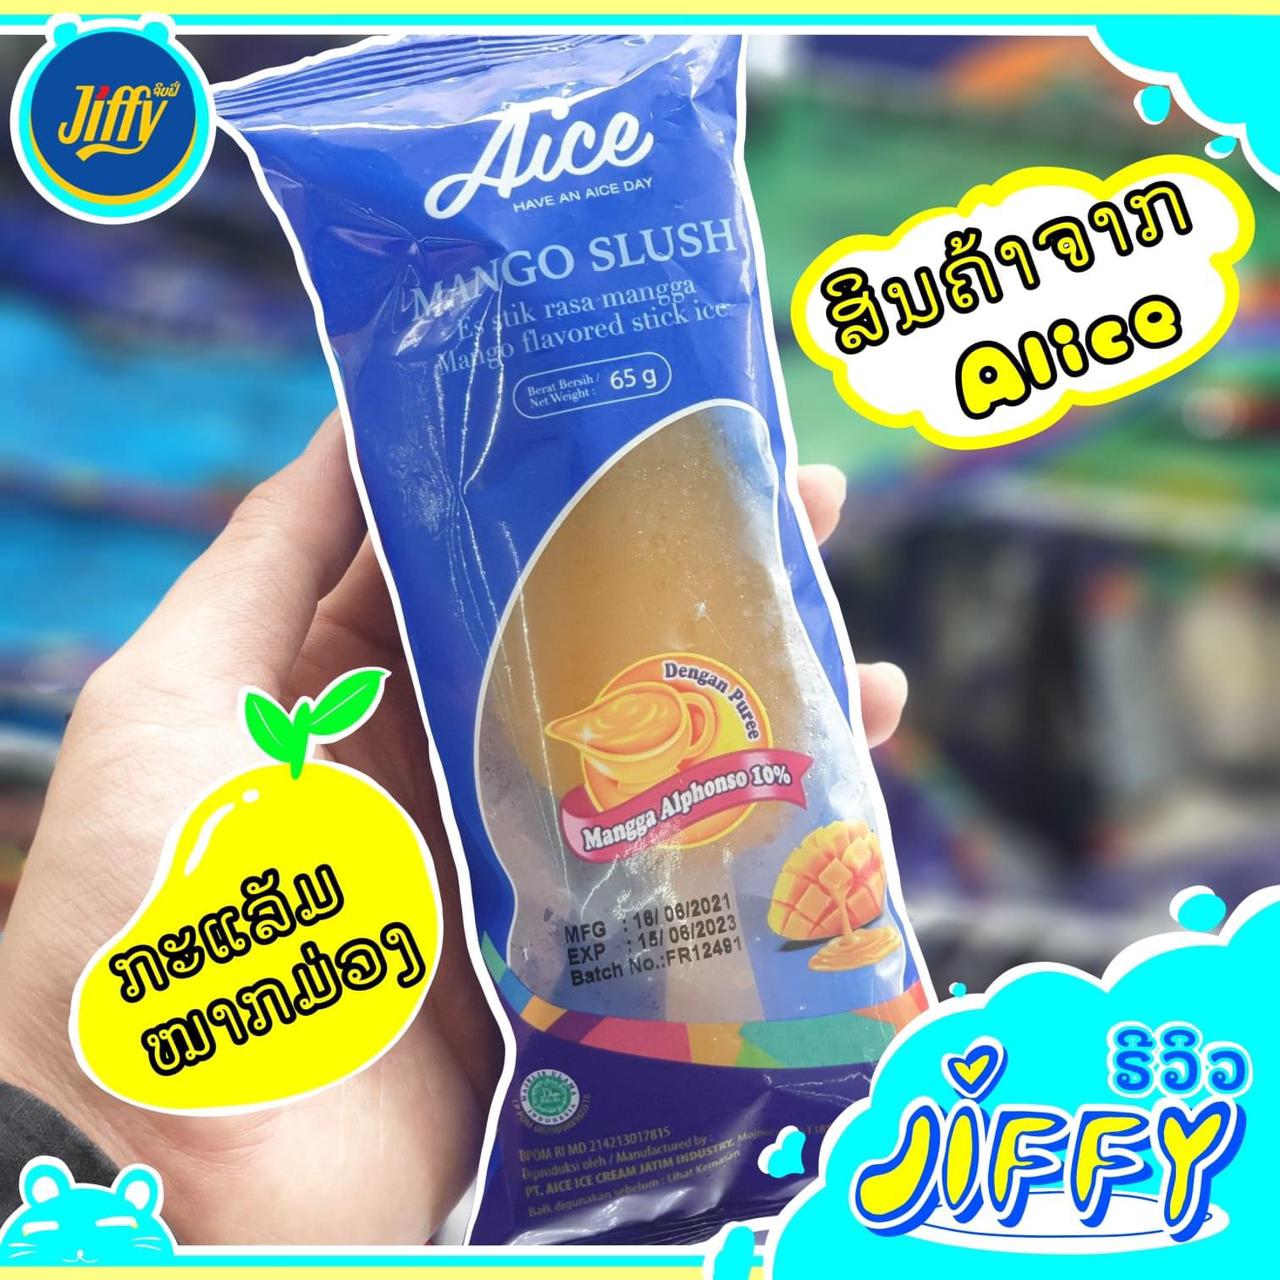 Jiffy
ຈິບຟີ້
Aice
HAVE AN AICE DAY
MANGO SLUSH
Es stik rasa mangga
Mango flavored stick ice
Berat Bersih /
Net Weight :
65 g
ສິນຄ້າຈາກ
Alice
Dengan Puree
Mangga Alphonso 10%
ກະແລ້ມ
ໝາກມ່ວງ
MFG : 16/ 06/2021
EXP : 15/ 06/2023
Batch No.:FR12491
BPOM RI MD 214213017815
Diproduksi oleh / Manufactured by :
PT. AICE ICE CREAM JATIM INDUSTRY,
Baik digunakan sebelum : Lihat Kemasan
ຣີວິວ
JIFFY